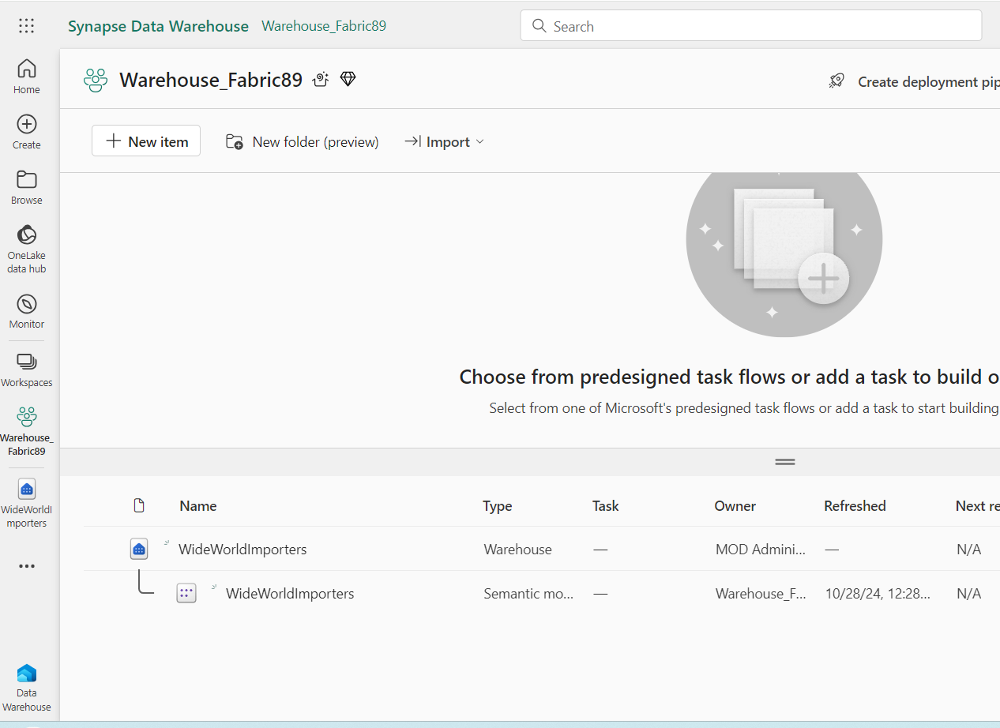 Synapse Data Warehouse Warehouse_Fabric89
Search
Home
Create
Browse
OneLake
data hub
Monitor
Workspaces
Warehouse_
Fabric89
WideWorldI
mporters
Data
Warehouse
Warehouse_Fabric89
Create deployment pip
New item
New folder (preview)
Import
Choose from predesigned task flows or add a task to build o
Select from one of Microsoft's predesigned task flows or add a task to start building
Name Type Task Owner Refreshed Next re
WideWorldImporters Warehouse — MOD Admini... — N/A
WideWorldImporters Semantic mo... — Warehouse_F... 10/28/24, 12:28... N/A